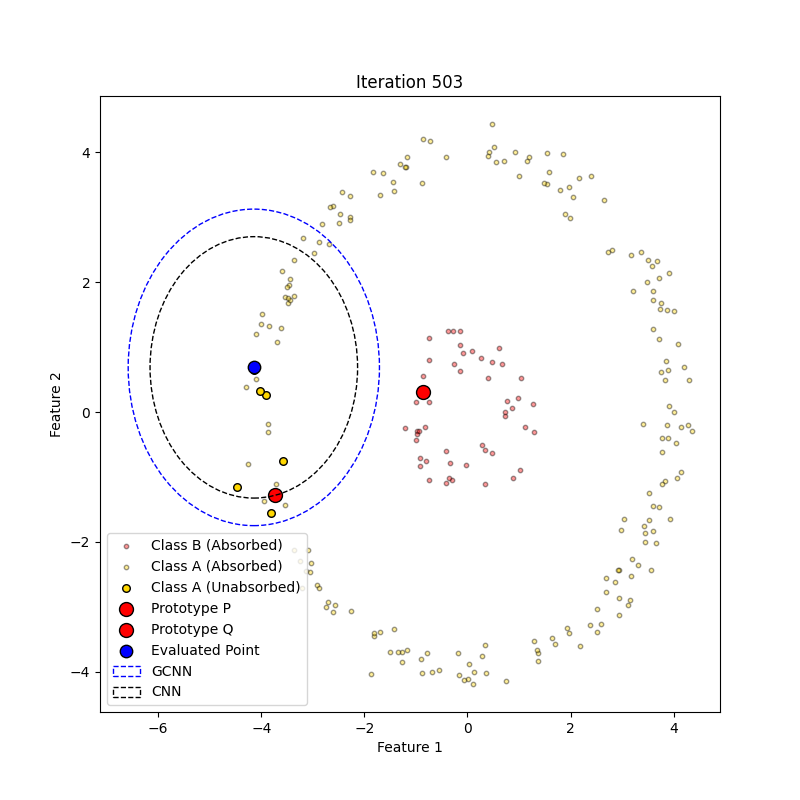 Iteration 503
4
2
0
−2
−4
Feature 2
Class B (Absorbed)
Class A (Absorbed)
Class A (Unabsorbed)
Prototype P
Prototype Q
Evaluated Point
GCNN
CNN
−6 −4 −2 0 2 4
Feature 1